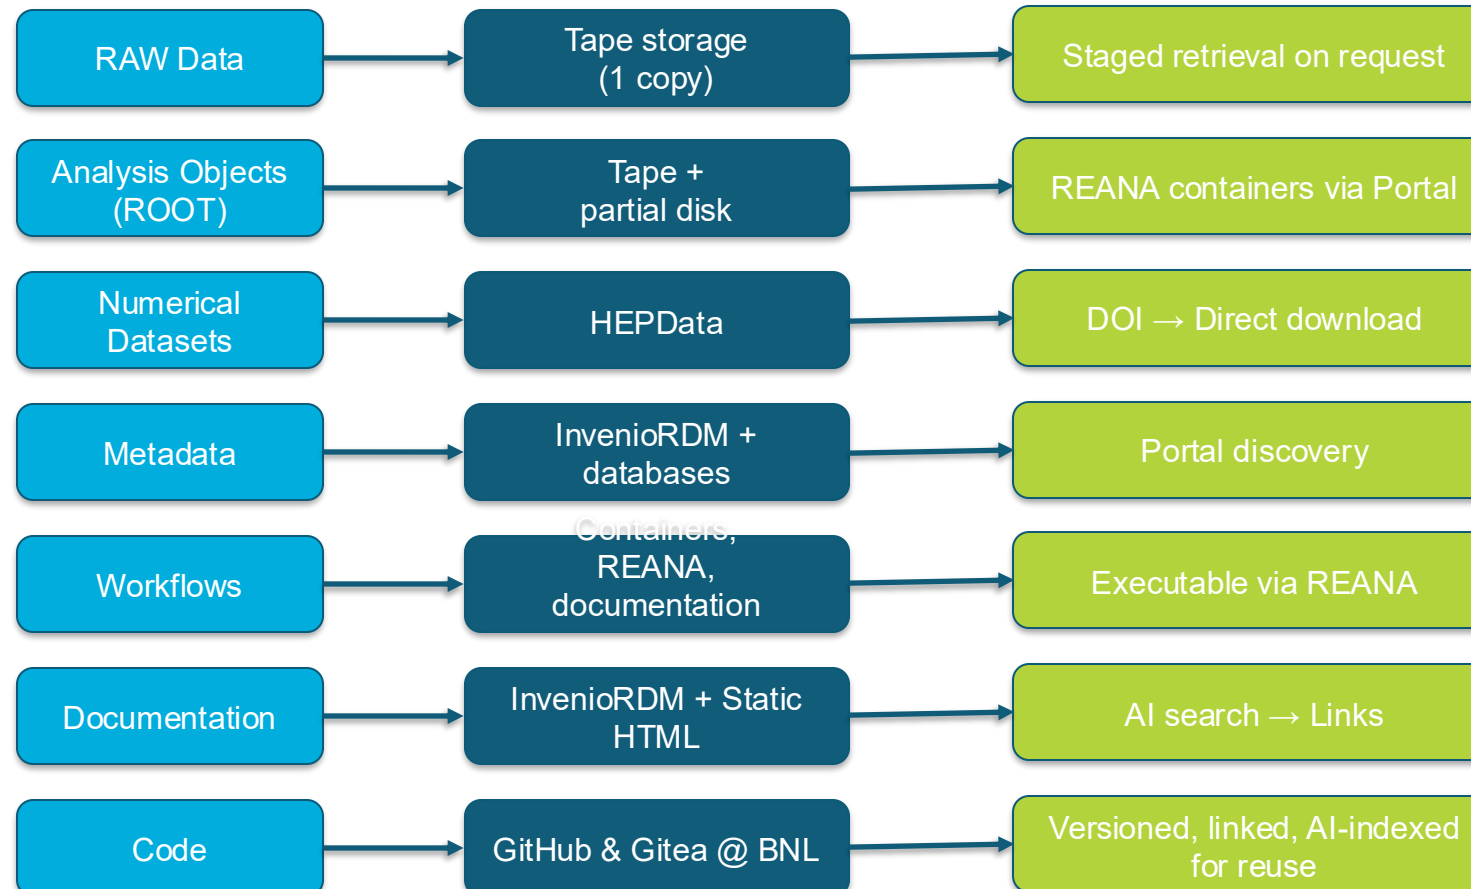 RAW Data
Tape storage
(1 copy)
Staged retrieval on request
Analysis Objects
(ROOT)
Tape +
partial disk
REANA containers via Portal
Numerical
Datasets
HEPData
DOI → Direct download
Metadata
InvenioRDM +
databases
Portal discovery
Workflows
Containers,
REANA,
documentation
Executable via REANA
Documentation
InvenioRDM + Static
HTML
AI search → Links
Code
GitHub & Gitea @ BNL
Versioned, linked, AI-indexed
for reuse